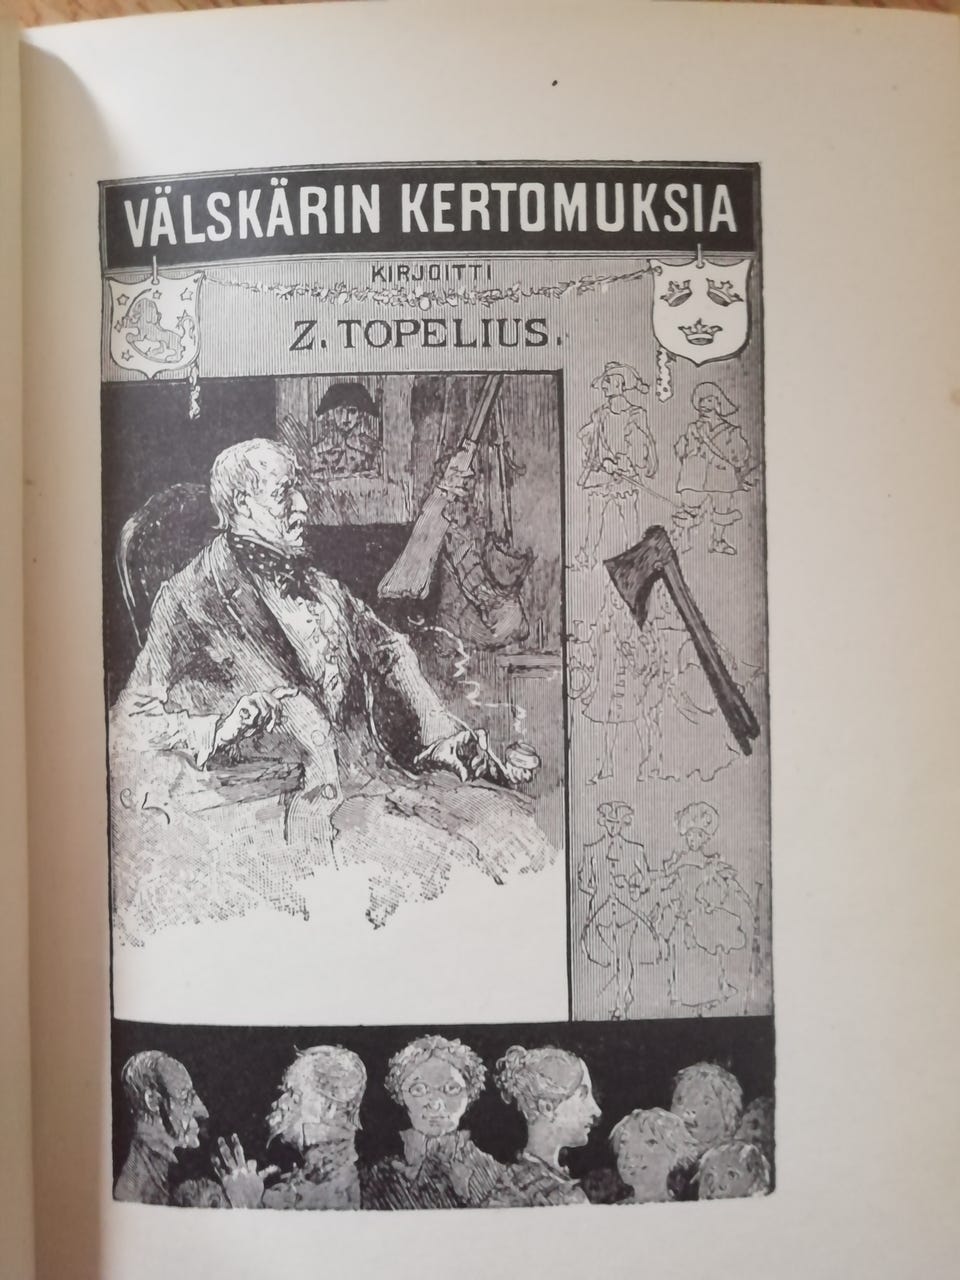 VÄLSKÄRIN KERTOMUKSIA
KIRJOITTI
Z. TOPELIUS.
C. L.